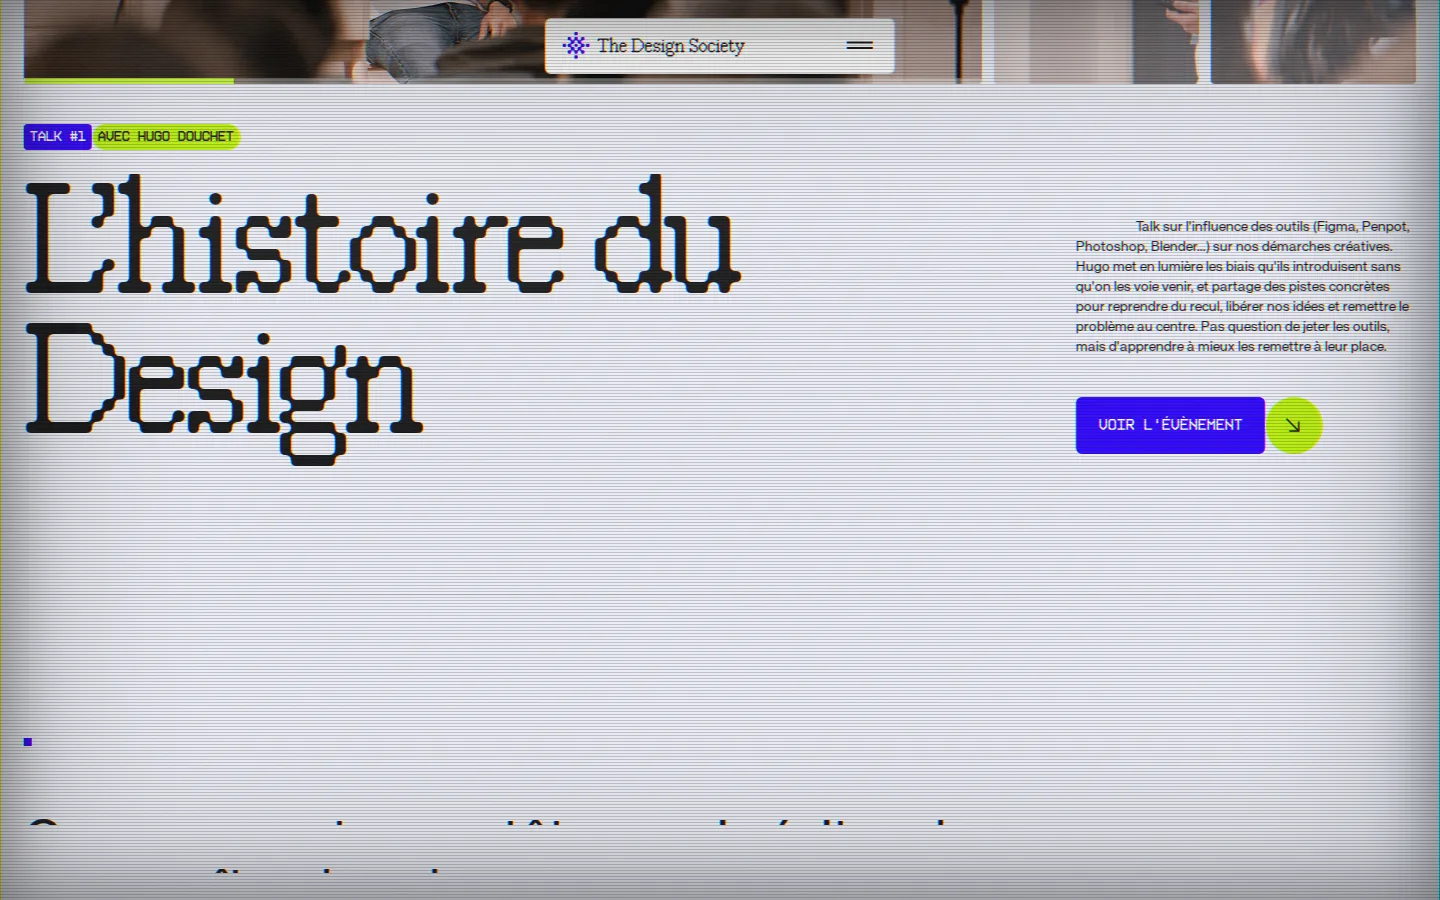 The Design Society
TALK #1 AVEC HUGO DOUCHET
L'histoire du
Design
Talk sur l'influence des outils (Figma, Penpot,
Photoshop, Blender...) sur nos démarches créatives.
Hugo met en lumière les biais qu'ils introduisent sans
qu'on les voie venir, et partage des pistes concrètes
pour reprendre du recul, libérer nos idées et remettre le
problème au centre. Pas question de jeter les outils,
mais d'apprendre à mieux les remettre à leur place.
VOIR L'ÉVÈNEMENT